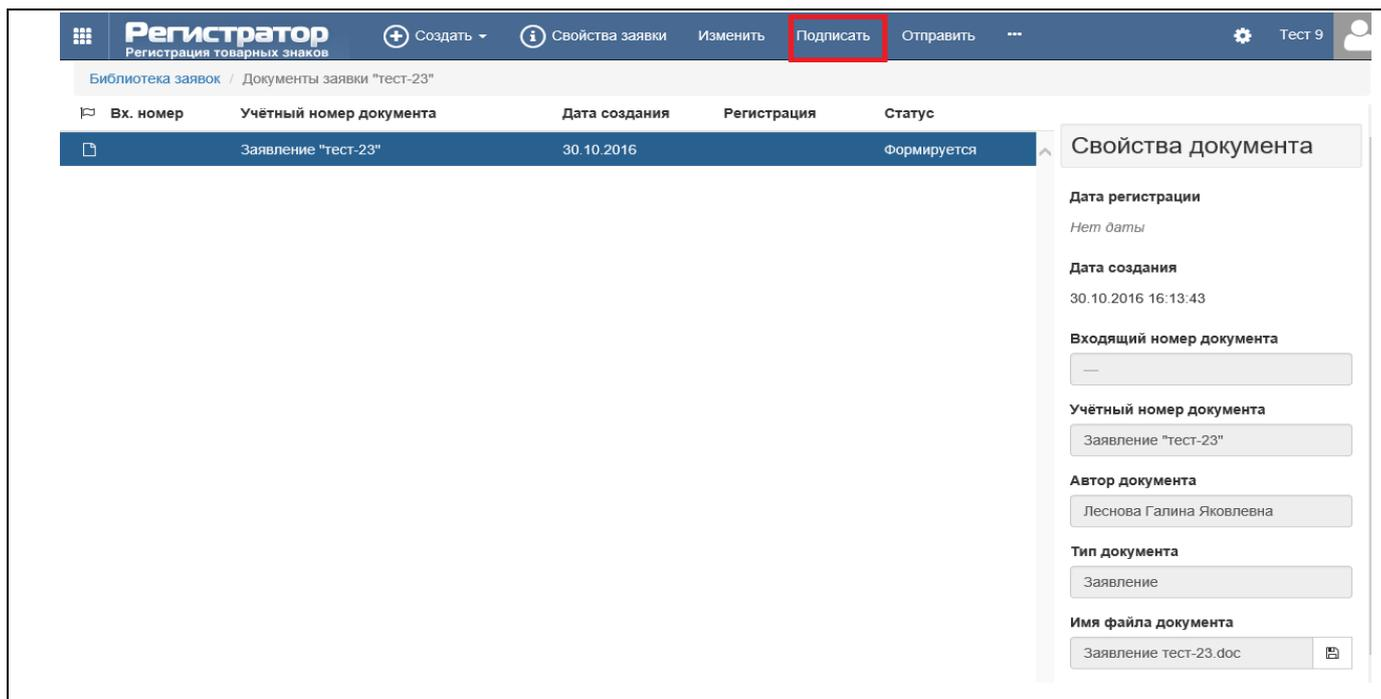 Регистратор
Регистрация товарных знаков
Создать Свойства заявки Изменить Подписать Отправить ··· Тест 9
Библиотека заявок / Документы заявки "тест-23"
Вх. номер Учётный номер документа Дата создания Регистрация Статус
Заявление "тест-23" 30.10.2016 Формируется
Свойства документа
Дата регистрации
Нет даты
Дата создания
30.10.2016 16:13:43
Входящий номер документа
—
Учётный номер документа
Заявление "тест-23"
Автор документа
Леснова Галина Яковлевна
Тип документа
Заявление
Имя файла документа
Заявление тест-23.doc